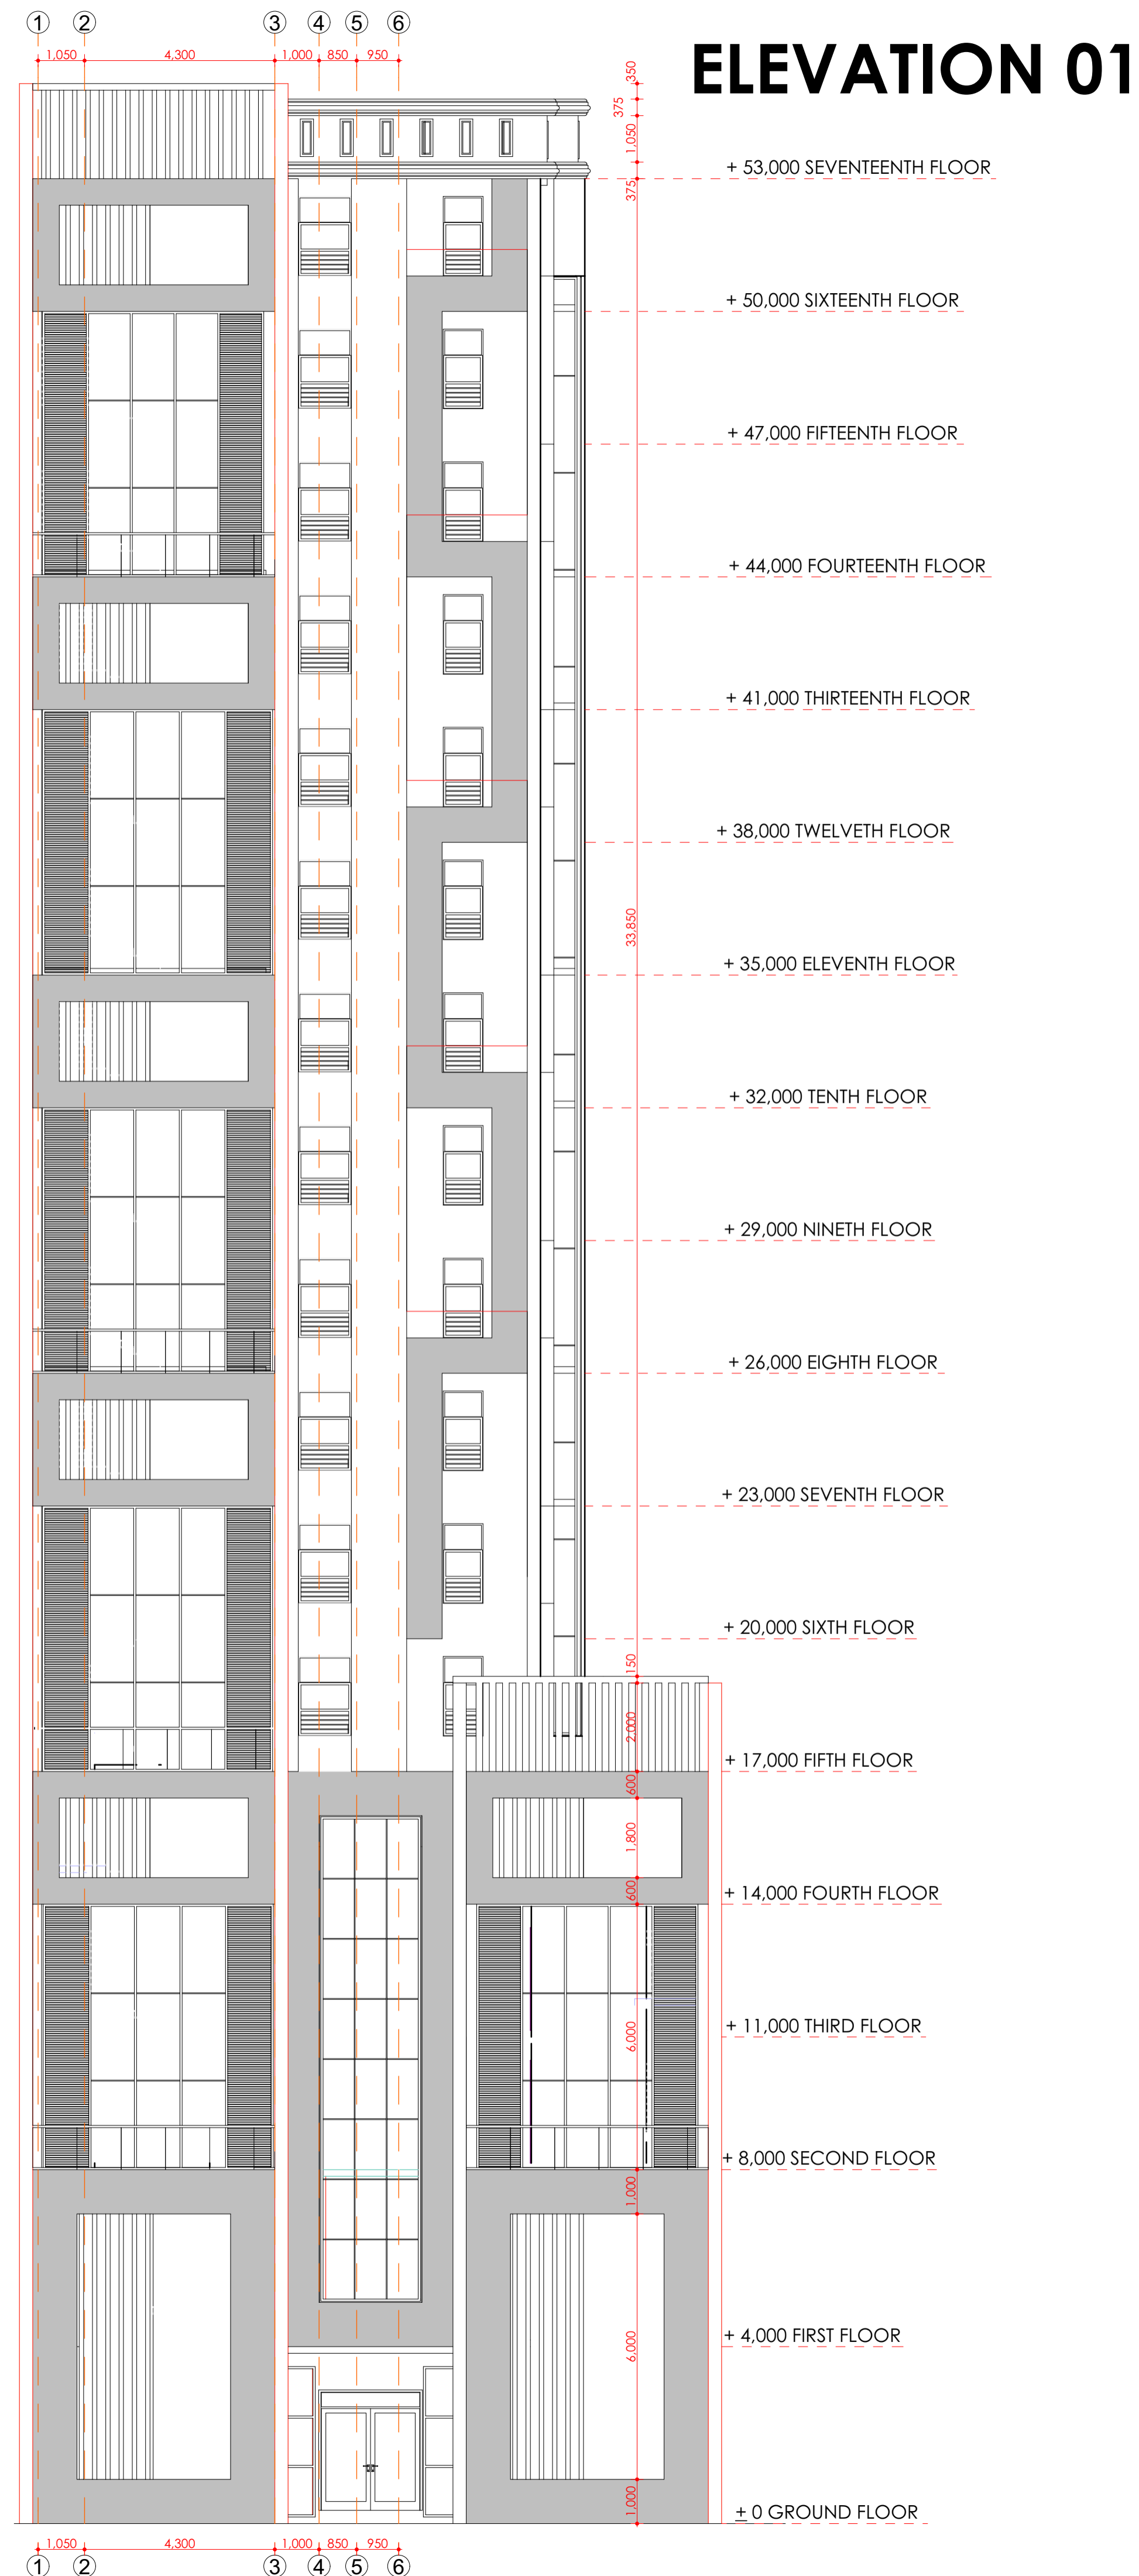 1 2 3 4 5 6
1,050 4,300 1,000 850 950
ELEVATION 01
350
375
1,050
+ 53,000 SEVENTEENTH FLOOR
375
+ 50,000 SIXTEENTH FLOOR
+ 47,000 FIFTEENTH FLOOR
+ 44,000 FOURTEENTH FLOOR
+ 41,000 THIRTEENTH FLOOR
+ 38,000 TWELVETH FLOOR
33,850
+ 35,000 ELEVENTH FLOOR
+ 32,000 TENTH FLOOR
+ 29,000 NINETH FLOOR
+ 26,000 EIGHTH FLOOR
+ 23,000 SEVENTH FLOOR
+ 20,000 SIXTH FLOOR
150
2,000
+ 17,000 FIFTH FLOOR
600
1,800
600
+ 14,000 FOURTH FLOOR
+ 11,000 THIRD FLOOR
6,000
+ 8,000 SECOND FLOOR
1,000
+ 4,000 FIRST FLOOR
6,000
1,000
± 0 GROUND FLOOR
1,050 4,300 1,000 850 950
1 2 3 4 5 6